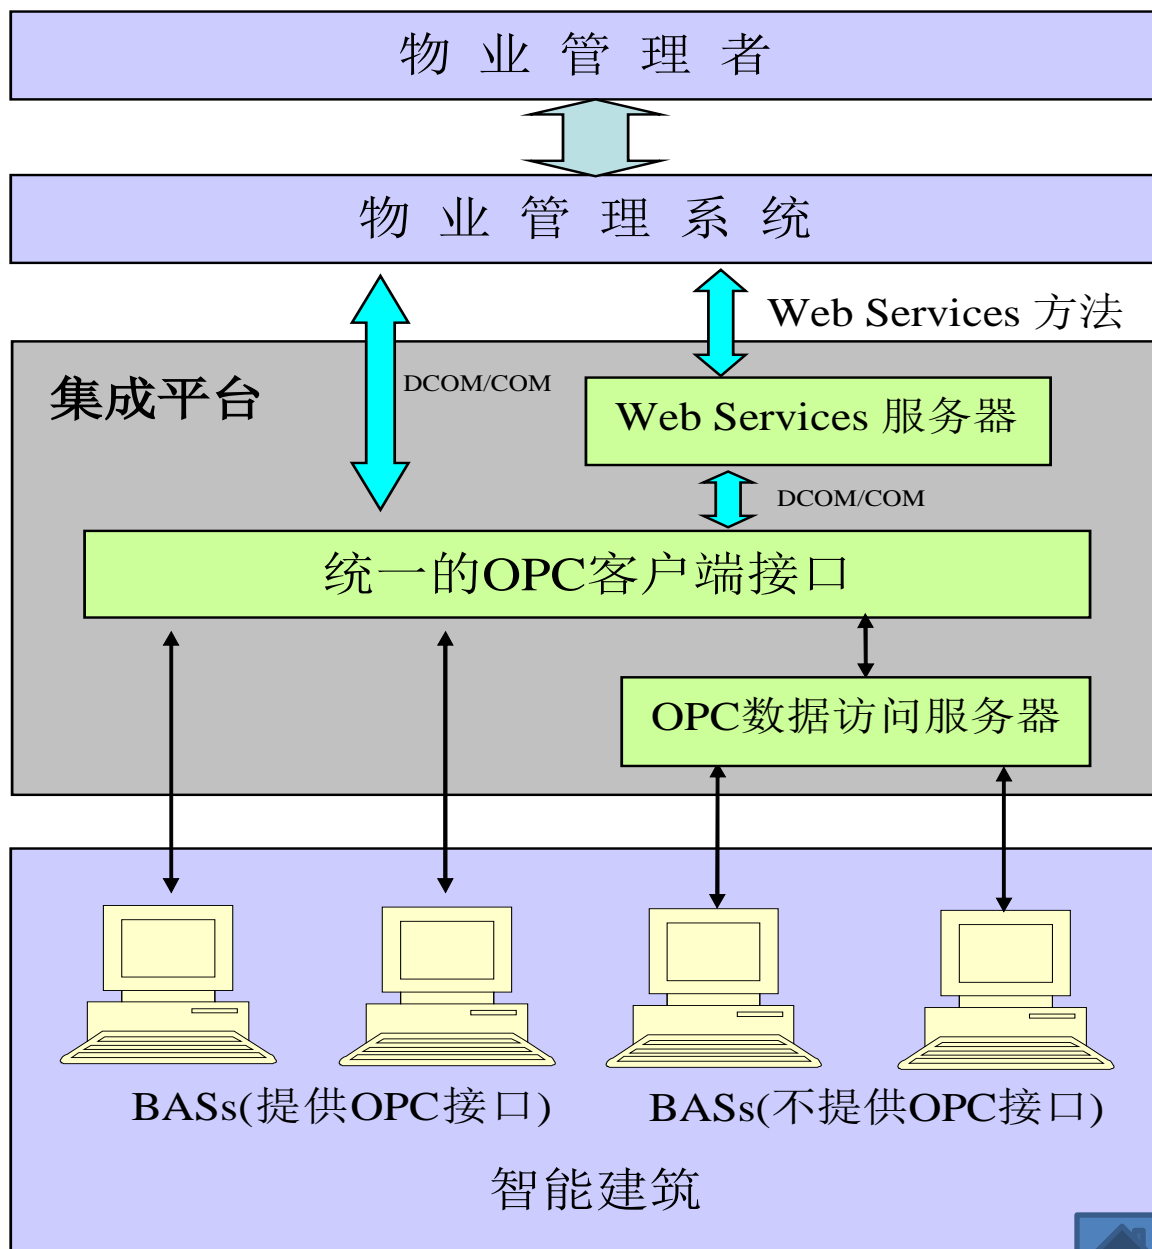 物 业 管 理 者
物 业 管 理 系 统
Web Services 方法
集成平台
DCOM/COM
Web Services 服务器
DCOM/COM
统一的OPC客户端接口
OPC数据访问服务器
BASs(提供OPC接口)
BASs(不提供OPC接口)
智能建筑